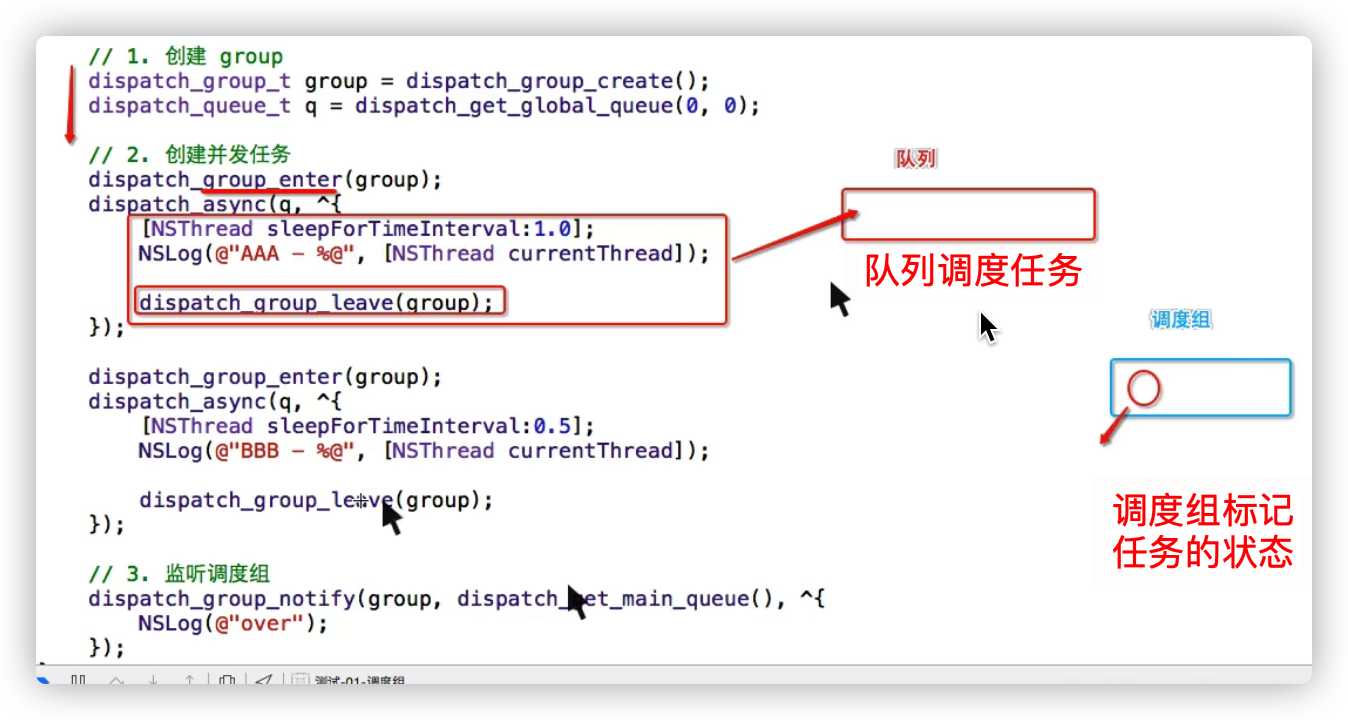 // 1. 创建 group
dispatch_group_t group = dispatch_group_create();
dispatch_queue_t q = dispatch_get_global_queue(0, 0);
// 2. 创建并发任务
dispatch_group_enter(group);
dispatch_async(q, ^{
[NSThread sleepForTimeInterval:1.0];
NSLog(@"AAA - %@", [NSThread currentThread]);
dispatch_group_leave(group);
});
队列
队列调度任务
调度组
调度组标记
任务的状态
dispatch_group_enter(group);
dispatch_async(q, ^{
[NSThread sleepForTimeInterval:0.5];
NSLog(@"BBB - %@", [NSThread currentThread]);
dispatch_group_leave(group);
});
// 3. 监听调度组
dispatch_group_notify(group, dispatch_get_main_queue(), ^{
NSLog(@"over");
});
测试-01-调度组